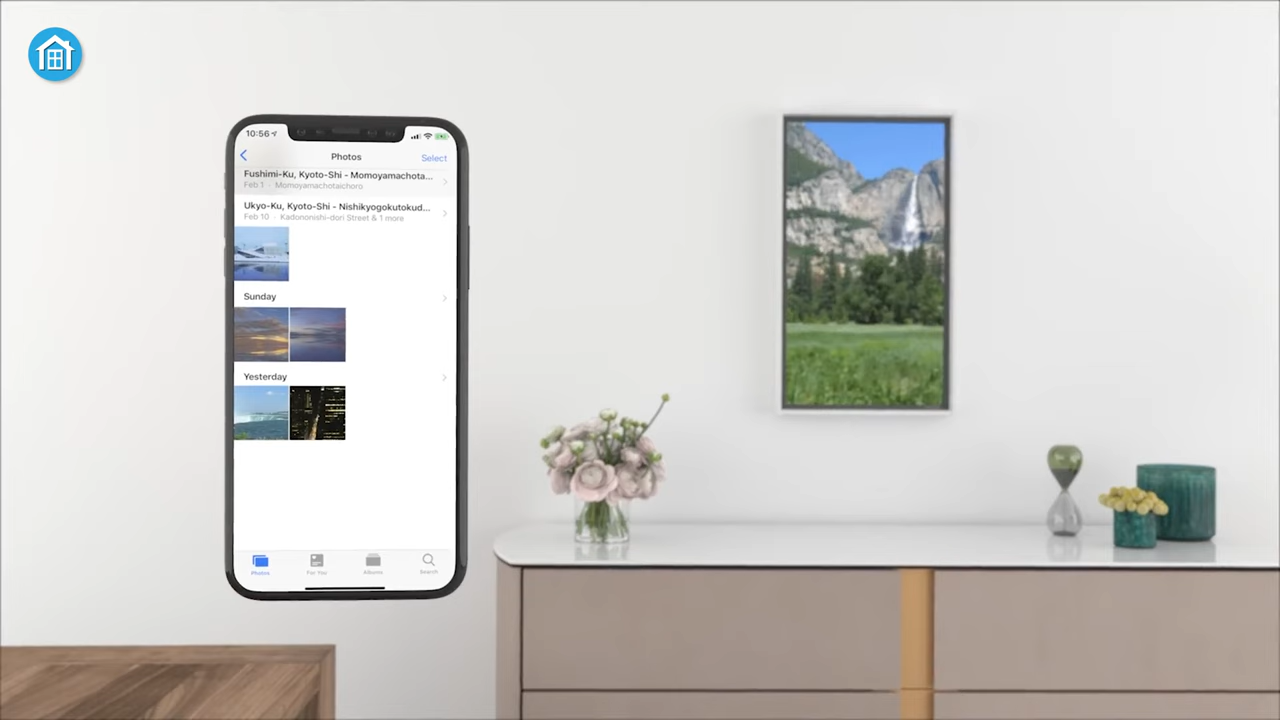 10:56
Photos
Select
Fushimi-Ku, Kyoto-Shi - Momoyamachota...
Feb 1 · Momoyamachotaichoro
Ukyo-Ku, Kyoto-Shi - Nishikyogokutokud...
Feb 10 · Kadononishi-dori Street & 1 more
Sunday
Yesterday
Photos
For You
Albums
Search